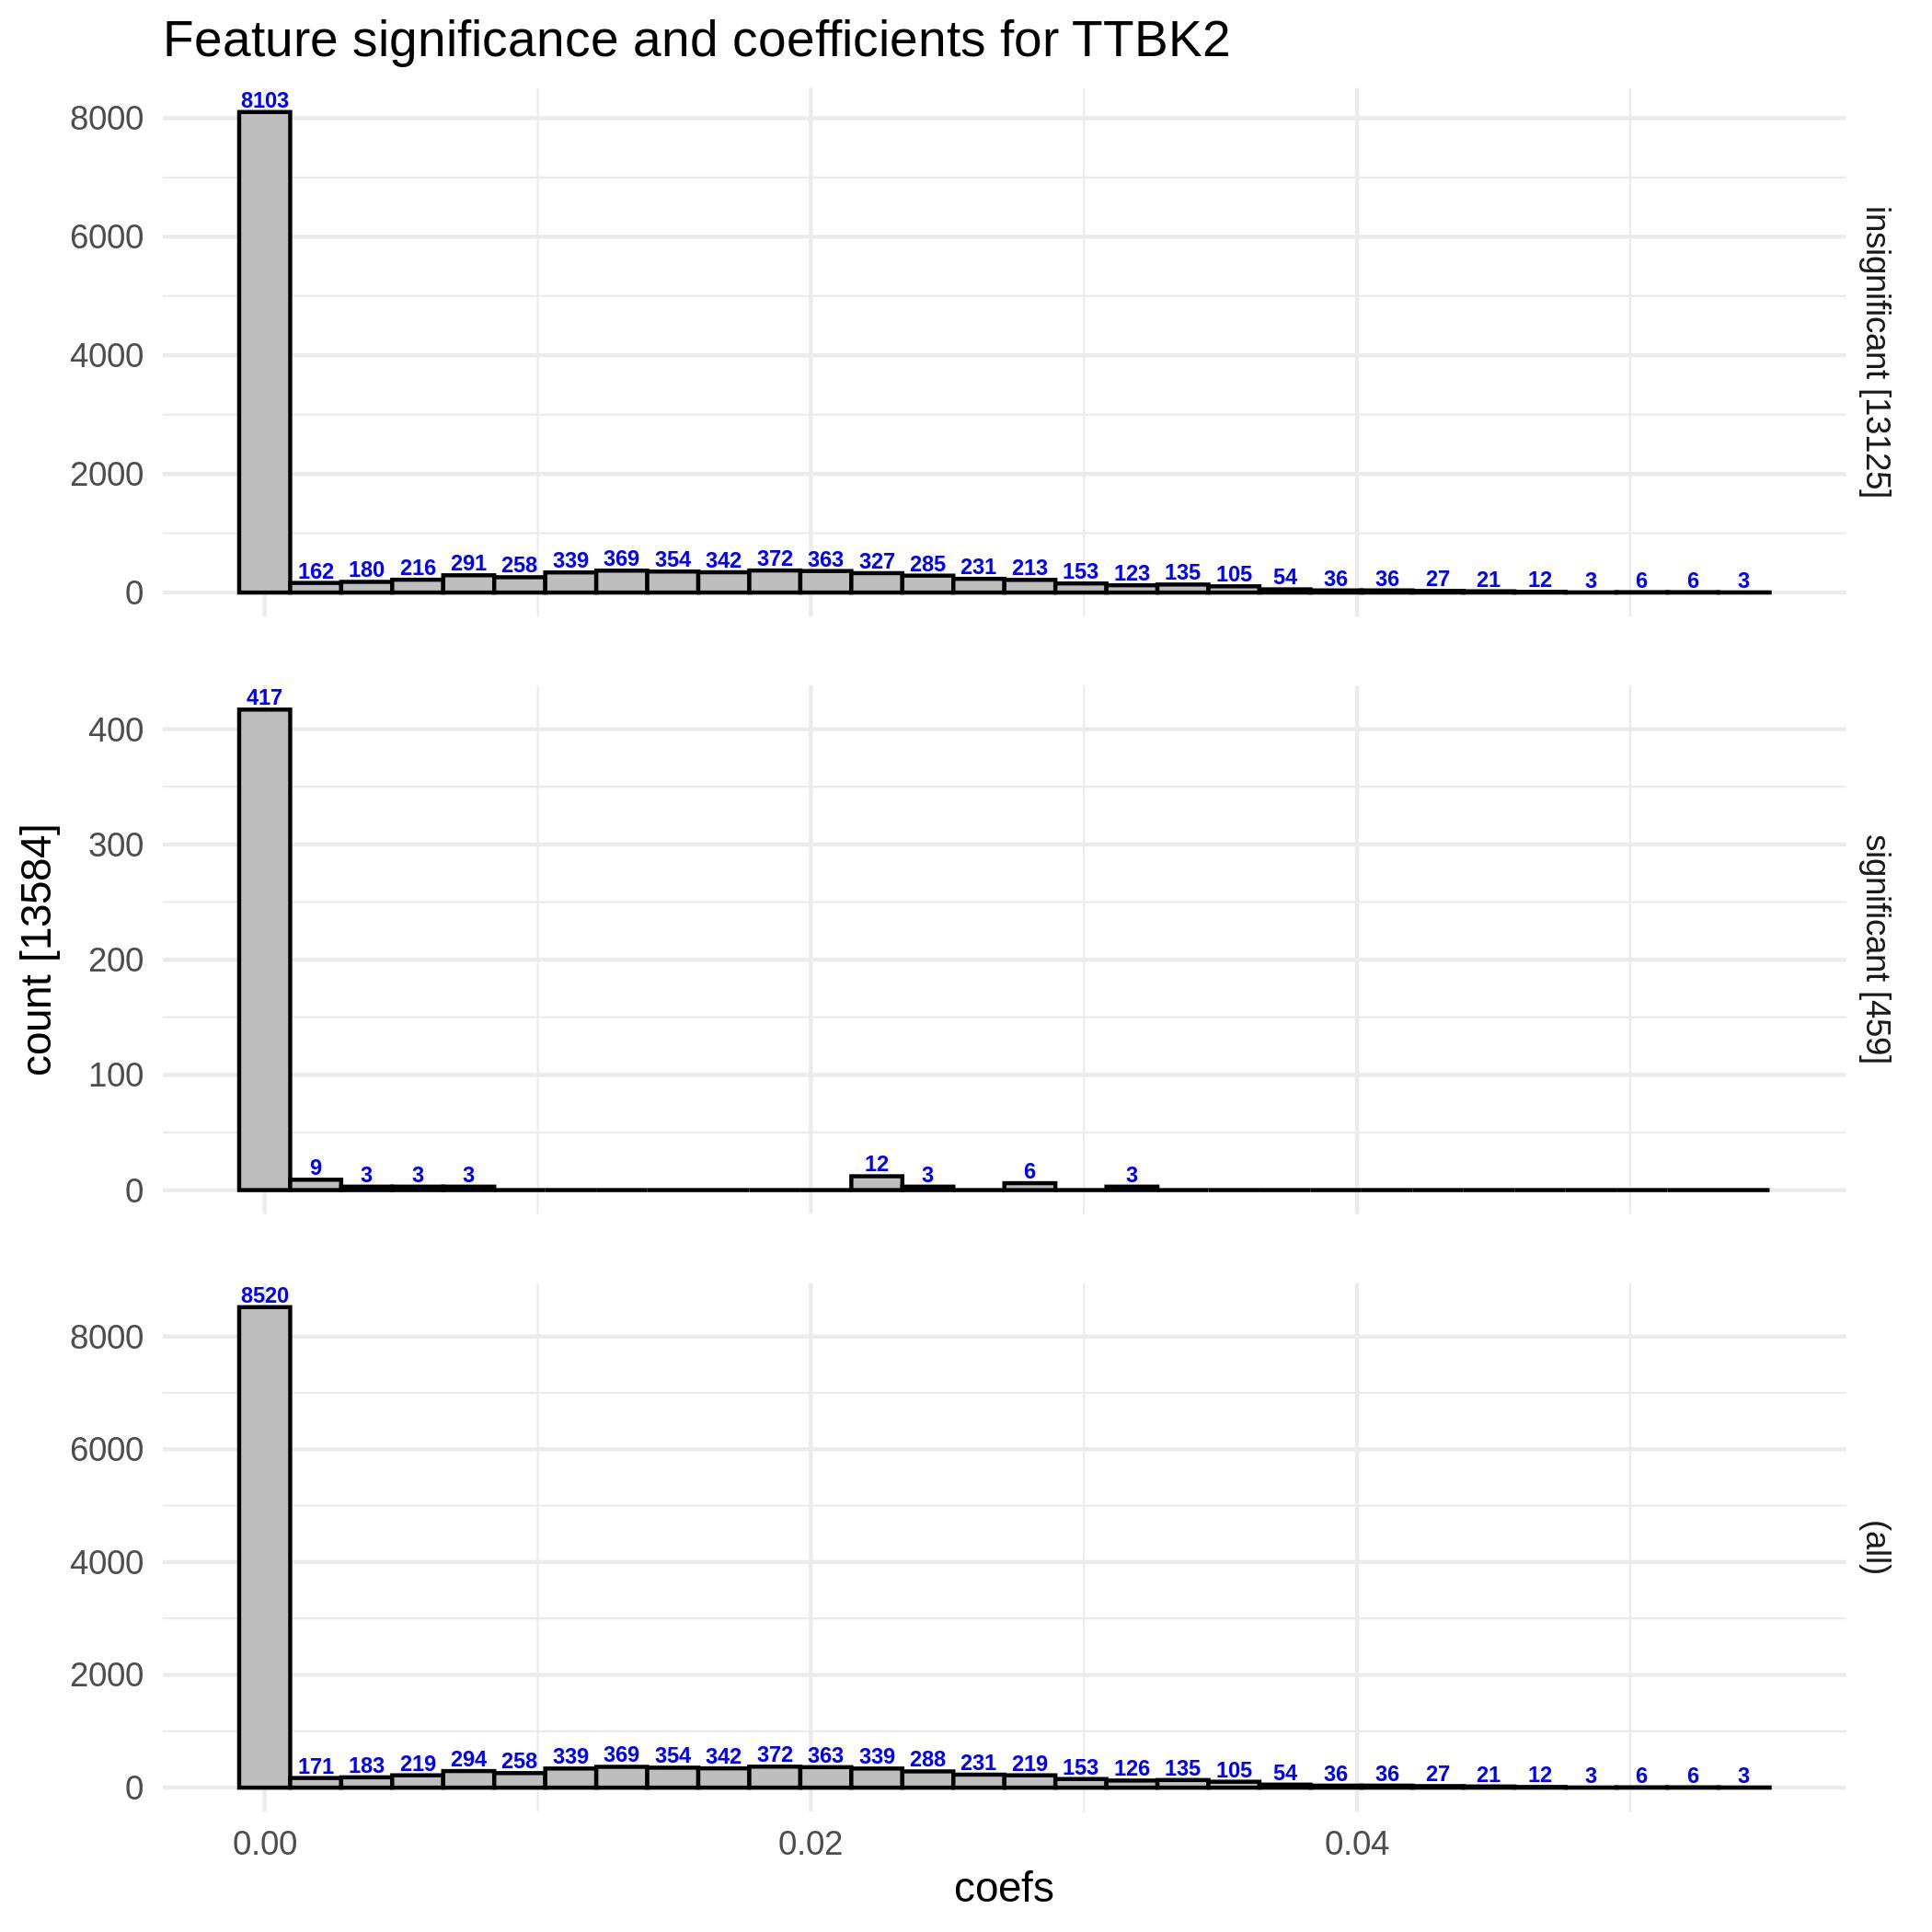 Feature significance and coefficients for TTBK2
8103
8000
6000
4000
2000
0
162 180 216 291 258 339 369 354 342 372 363 327 285 231 213 153 123 135 105 54 36 36 27 21 12 3 6 6 3
insignificant [13125]
417
400
300
200
100
0
9 3 3 3 12 3 6 3
significant [459]
count [13584]
8520
8000
6000
4000
2000
0
171 183 219 294 258 339 369 354 342 372 363 339 288 231 219 153 126 135 105 54 36 36 27 21 12 3 6 6 3
(all)
0.00 0.02 0.04
coefs